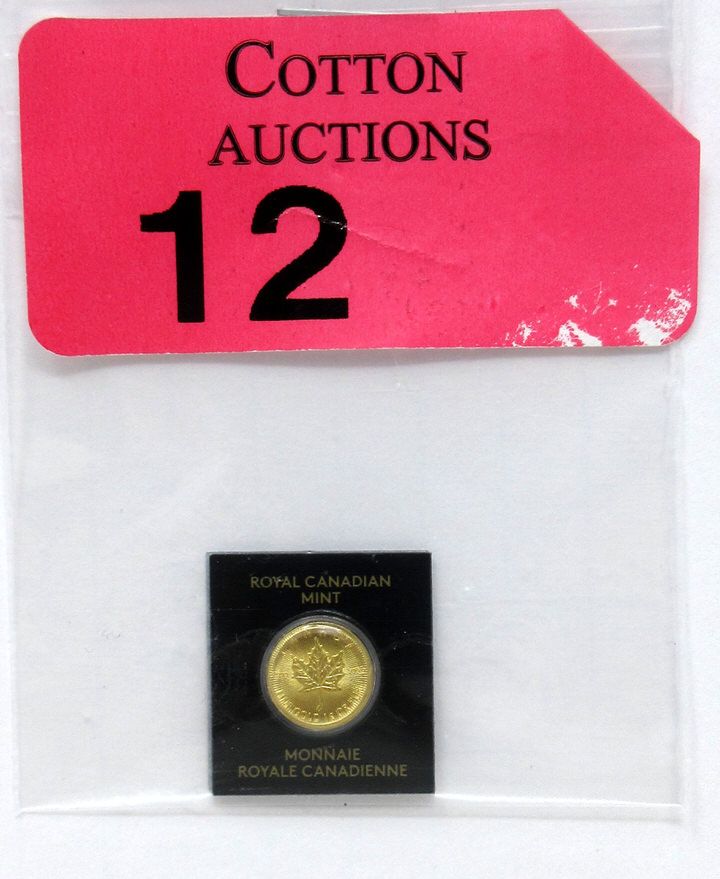 COTTON
AUCTIONS
12
ROYAL CANADIAN
MINT
MONNAIE
ROYALE CANADIENNE